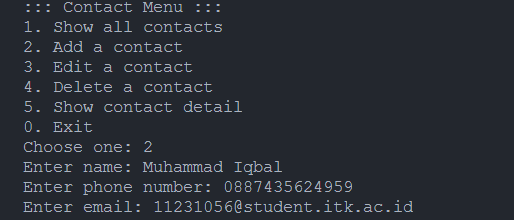 ::: Contact Menu :::
1. Show all contacts
2. Add a contact
3. Edit a contact
4. Delete a contact
5. Show contact detail
0. Exit
Choose one: 2
Enter name: Muhammad Iqbal
Enter phone number: 0887435624959
Enter email: 11231056@student.itk.ac.id